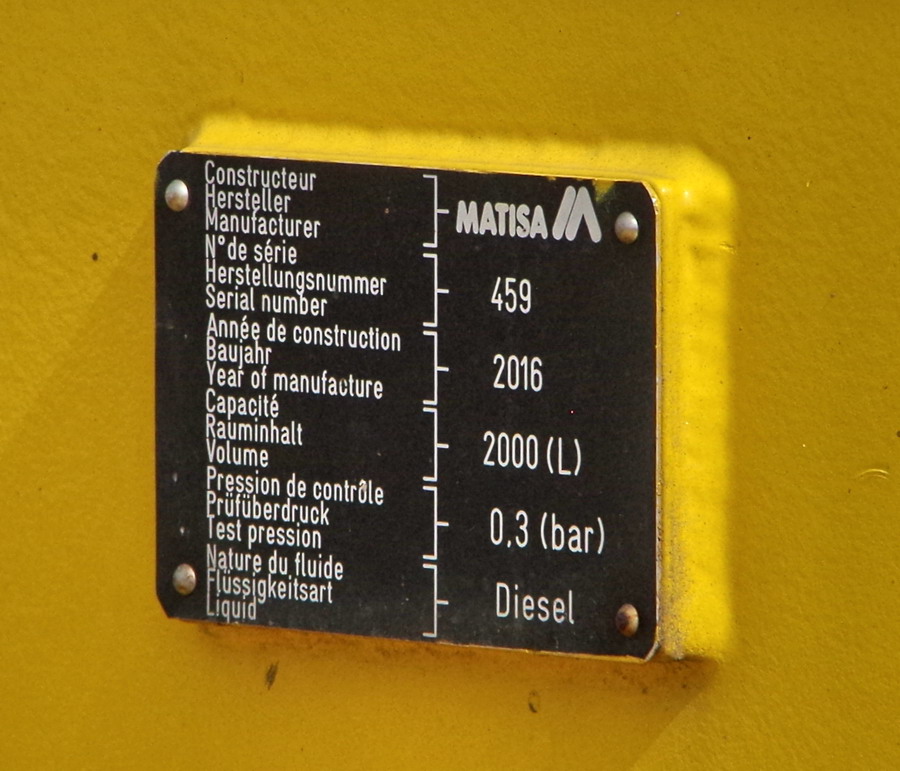 Constructeur
Hersteller
Manufacturer
MATISA
N° de série
Herstellungsnummer
Serial number
459
Année de construction
Baujahr
Year of manufacture
2016
Capacité
Rauminhalt
Volume
2000 (L)
Pression de contrôle
Prüfüberdruck
Test pression
0,3 (bar)
Nature du fluide
Flüssigkeitsart
Liquid
Diesel